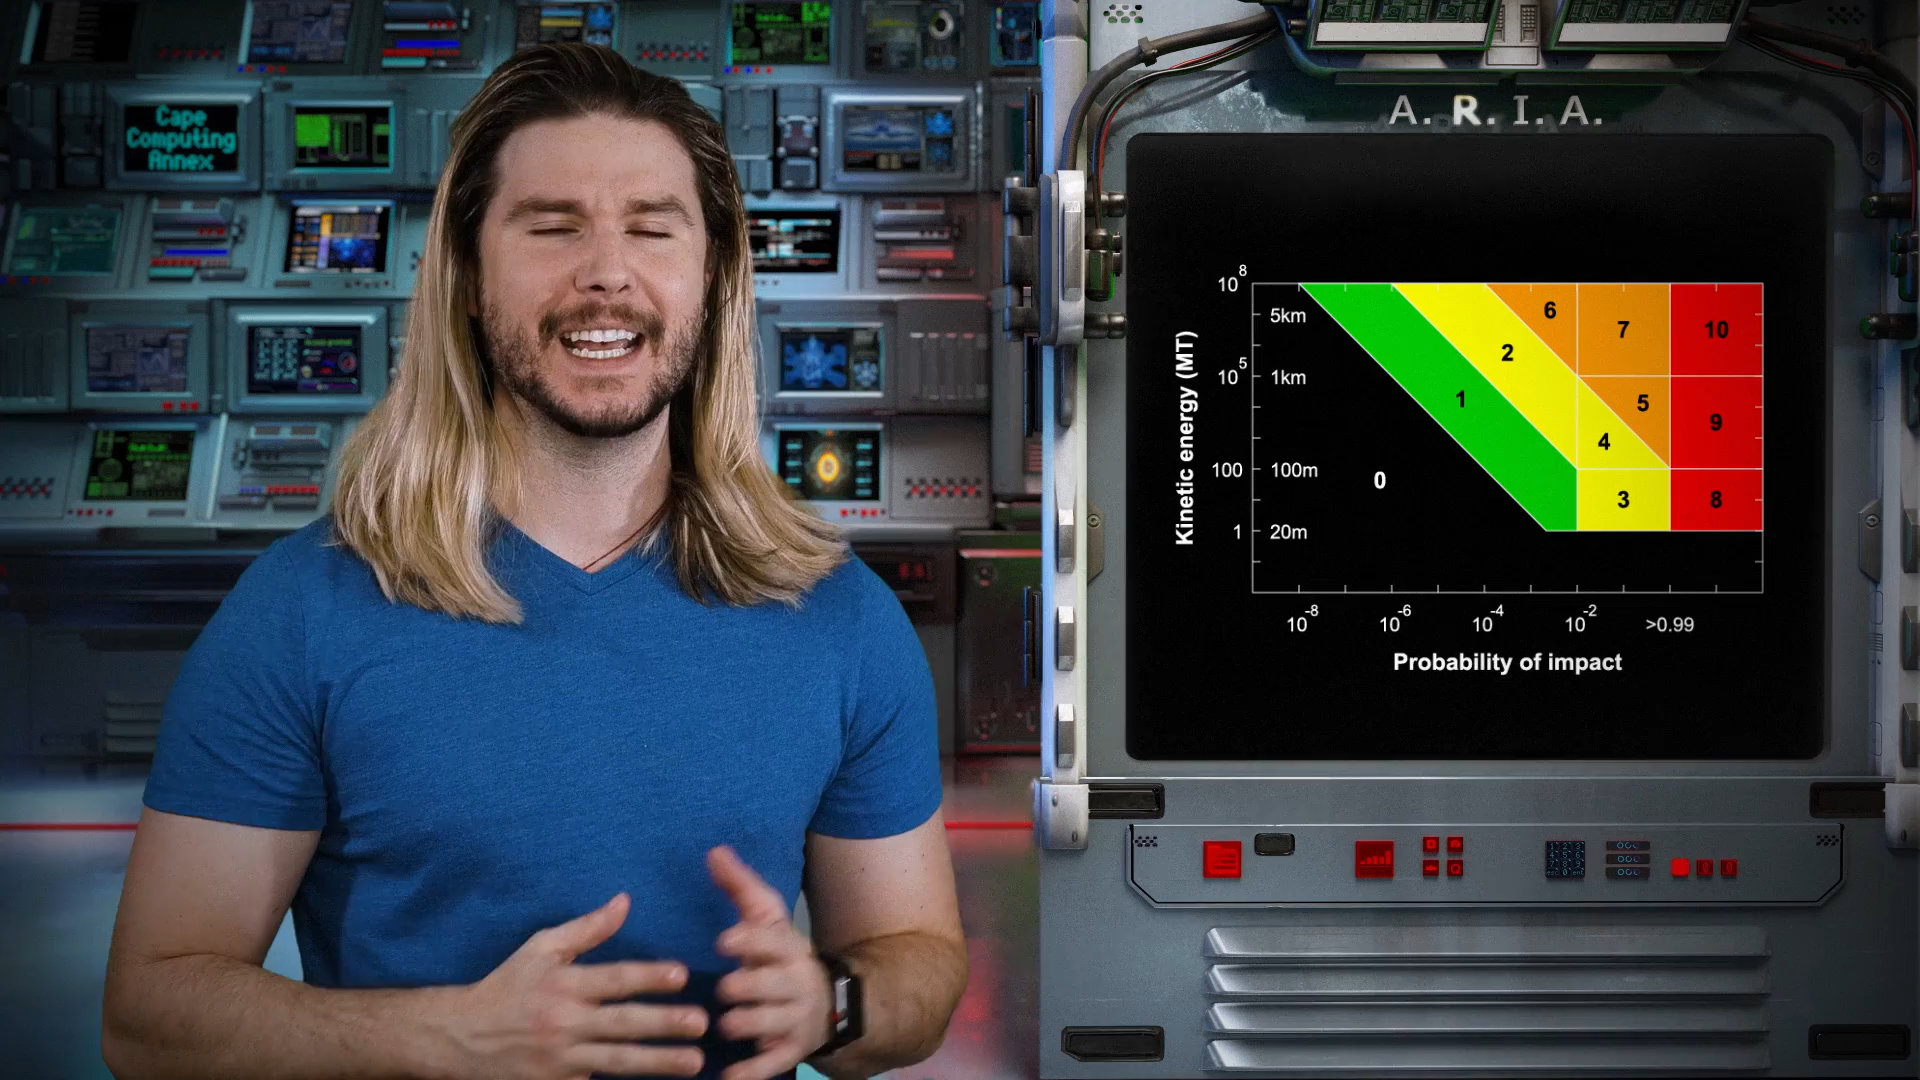 Cape
Computing
Annex
A. R. I. A.
10^8
5km
6
7
10
2
10^5
1km
1
5
9
4
100
100m
0
3
8
1
20m
Kinetic energy (MT)
10^-8
10^-6
10^-4
10^-2
>0.99
Probability of impact